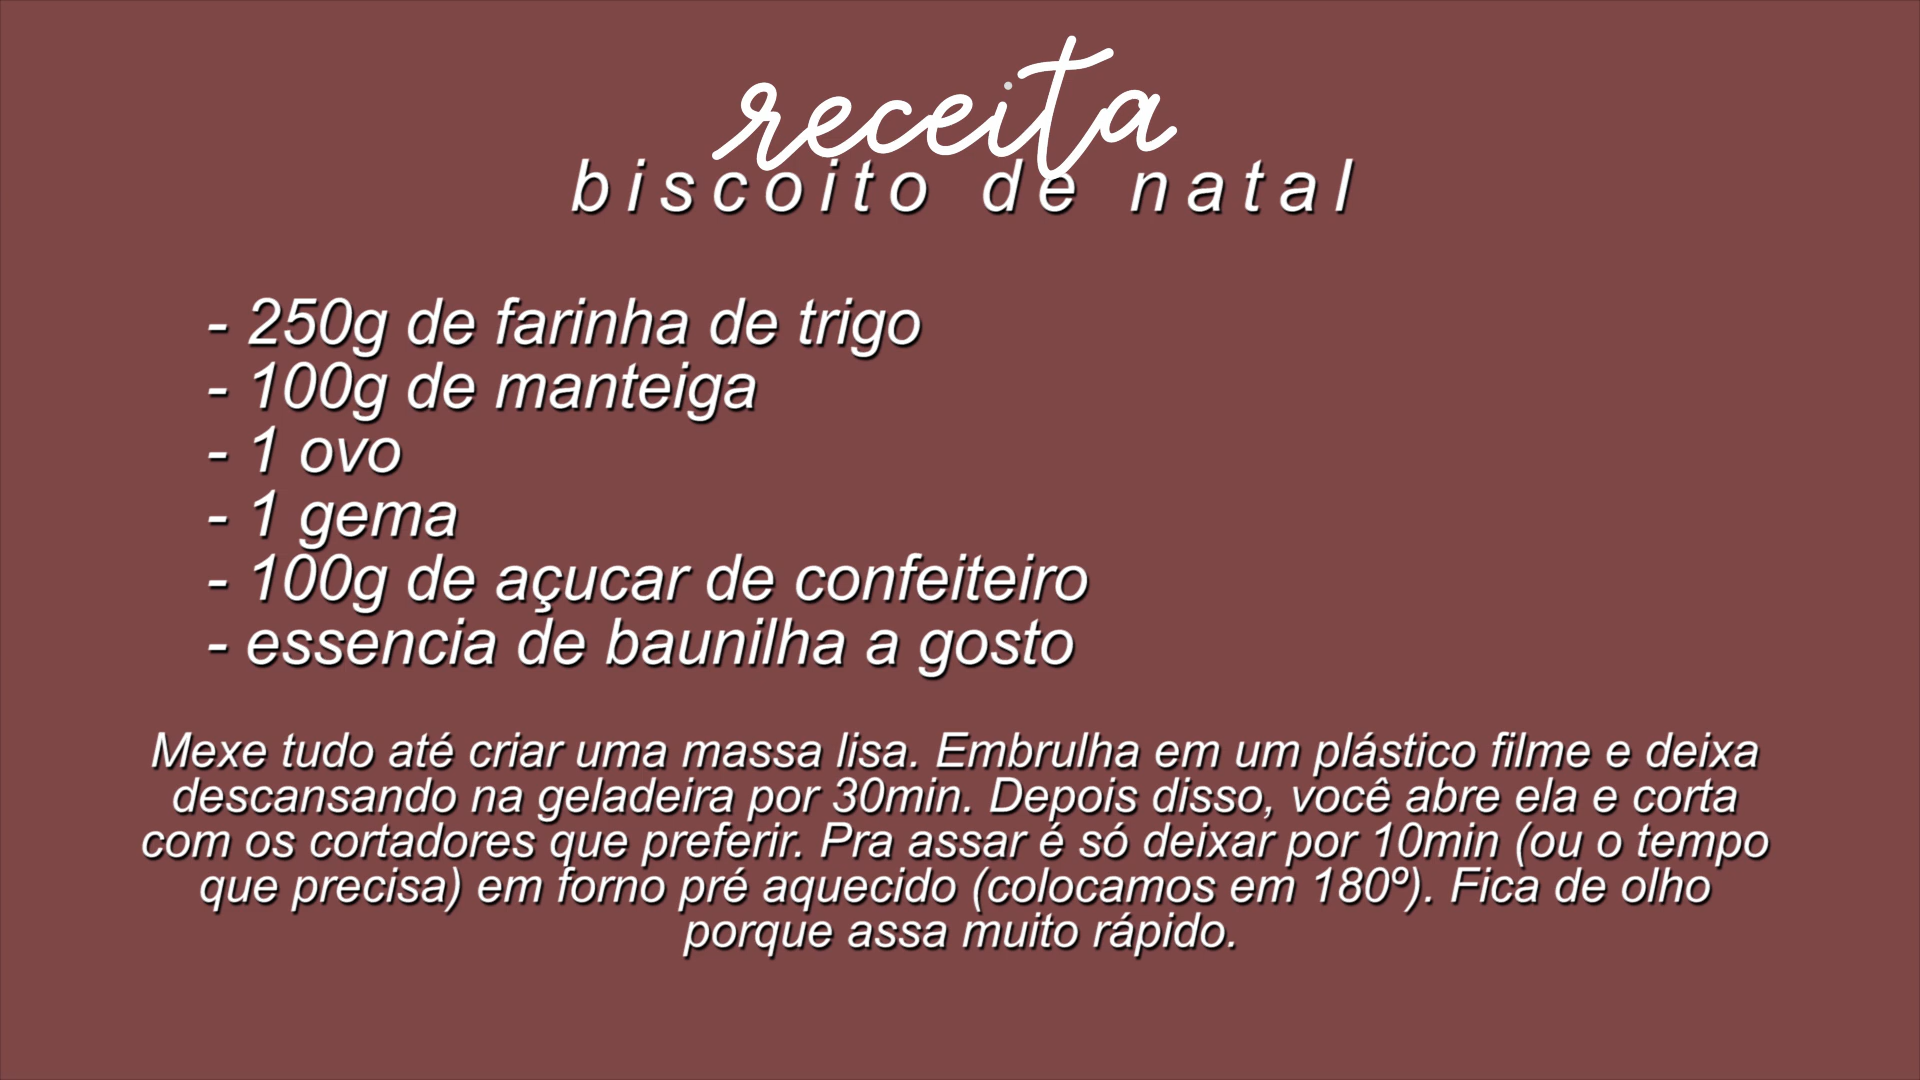 receita
biscoito de natal
- 250g de farinha de trigo
- 100g de manteiga
- 1 ovo
- 1 gema
- 100g de açucar de confeiteiro
- essencia de baunilha a gosto
Mexe tudo até criar uma massa lisa. Embrulha em um plástico filme e deixa
descansando na geladeira por 30min. Depois disso, você abre ela e corta
com os cortadores que preferir. Pra assar é só deixar por 10min (ou o tempo
que precisa) em forno pré aquecido (colocamos em 180º). Fica de olho
porque assa muito rápido.